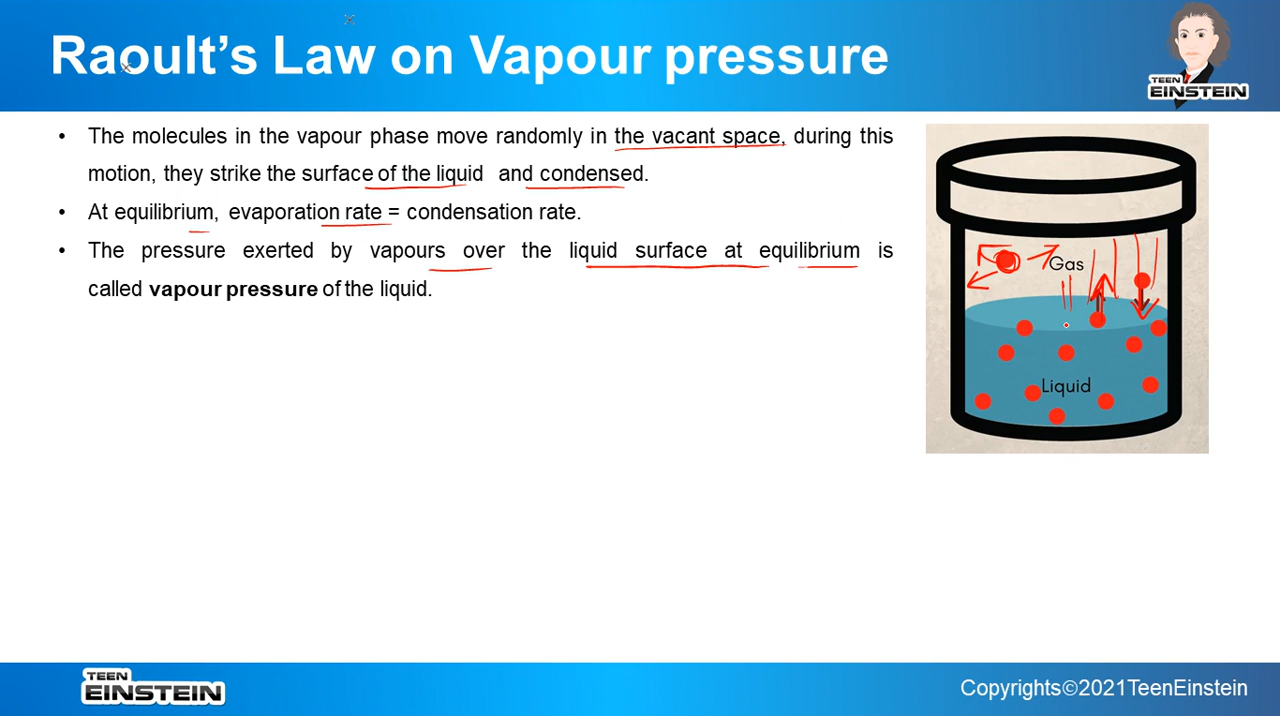 Raoult's Law on Vapour pressure
TEEN
EINSTEIN
• The molecules in the vapour phase move randomly in the vacant space, during this
motion, they strike the surface of the liquid and condensed.
• At equilibrium, evaporation rate = condensation rate.
• The pressure exerted by vapours over the liquid surface at equilibrium is
called vapour pressure of the liquid.
Gas
Liquid
TEEN
EINSTEIN
Copyrights©2021TeenEinstein